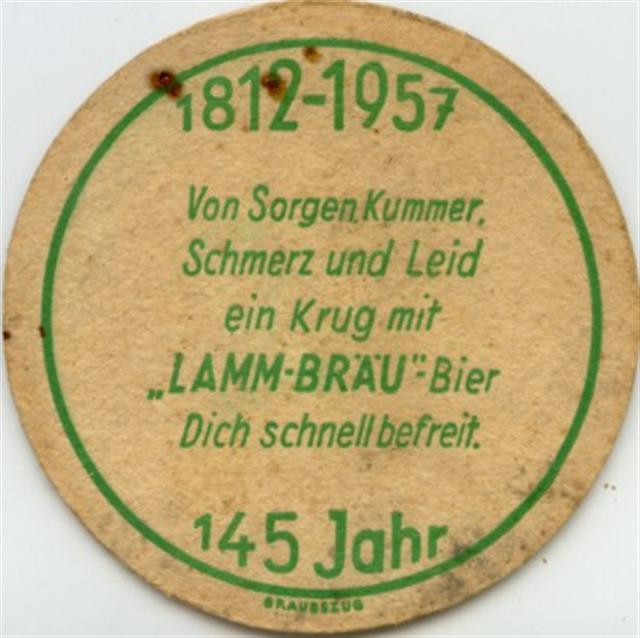 1812-1957
Von Sorgen, Kummer,
Schmerz und Leid
ein Krug mit
„LAMM-BRÄU"-Bier
Dich schnell befreit.
145 Jahr
BRAUBEZUG